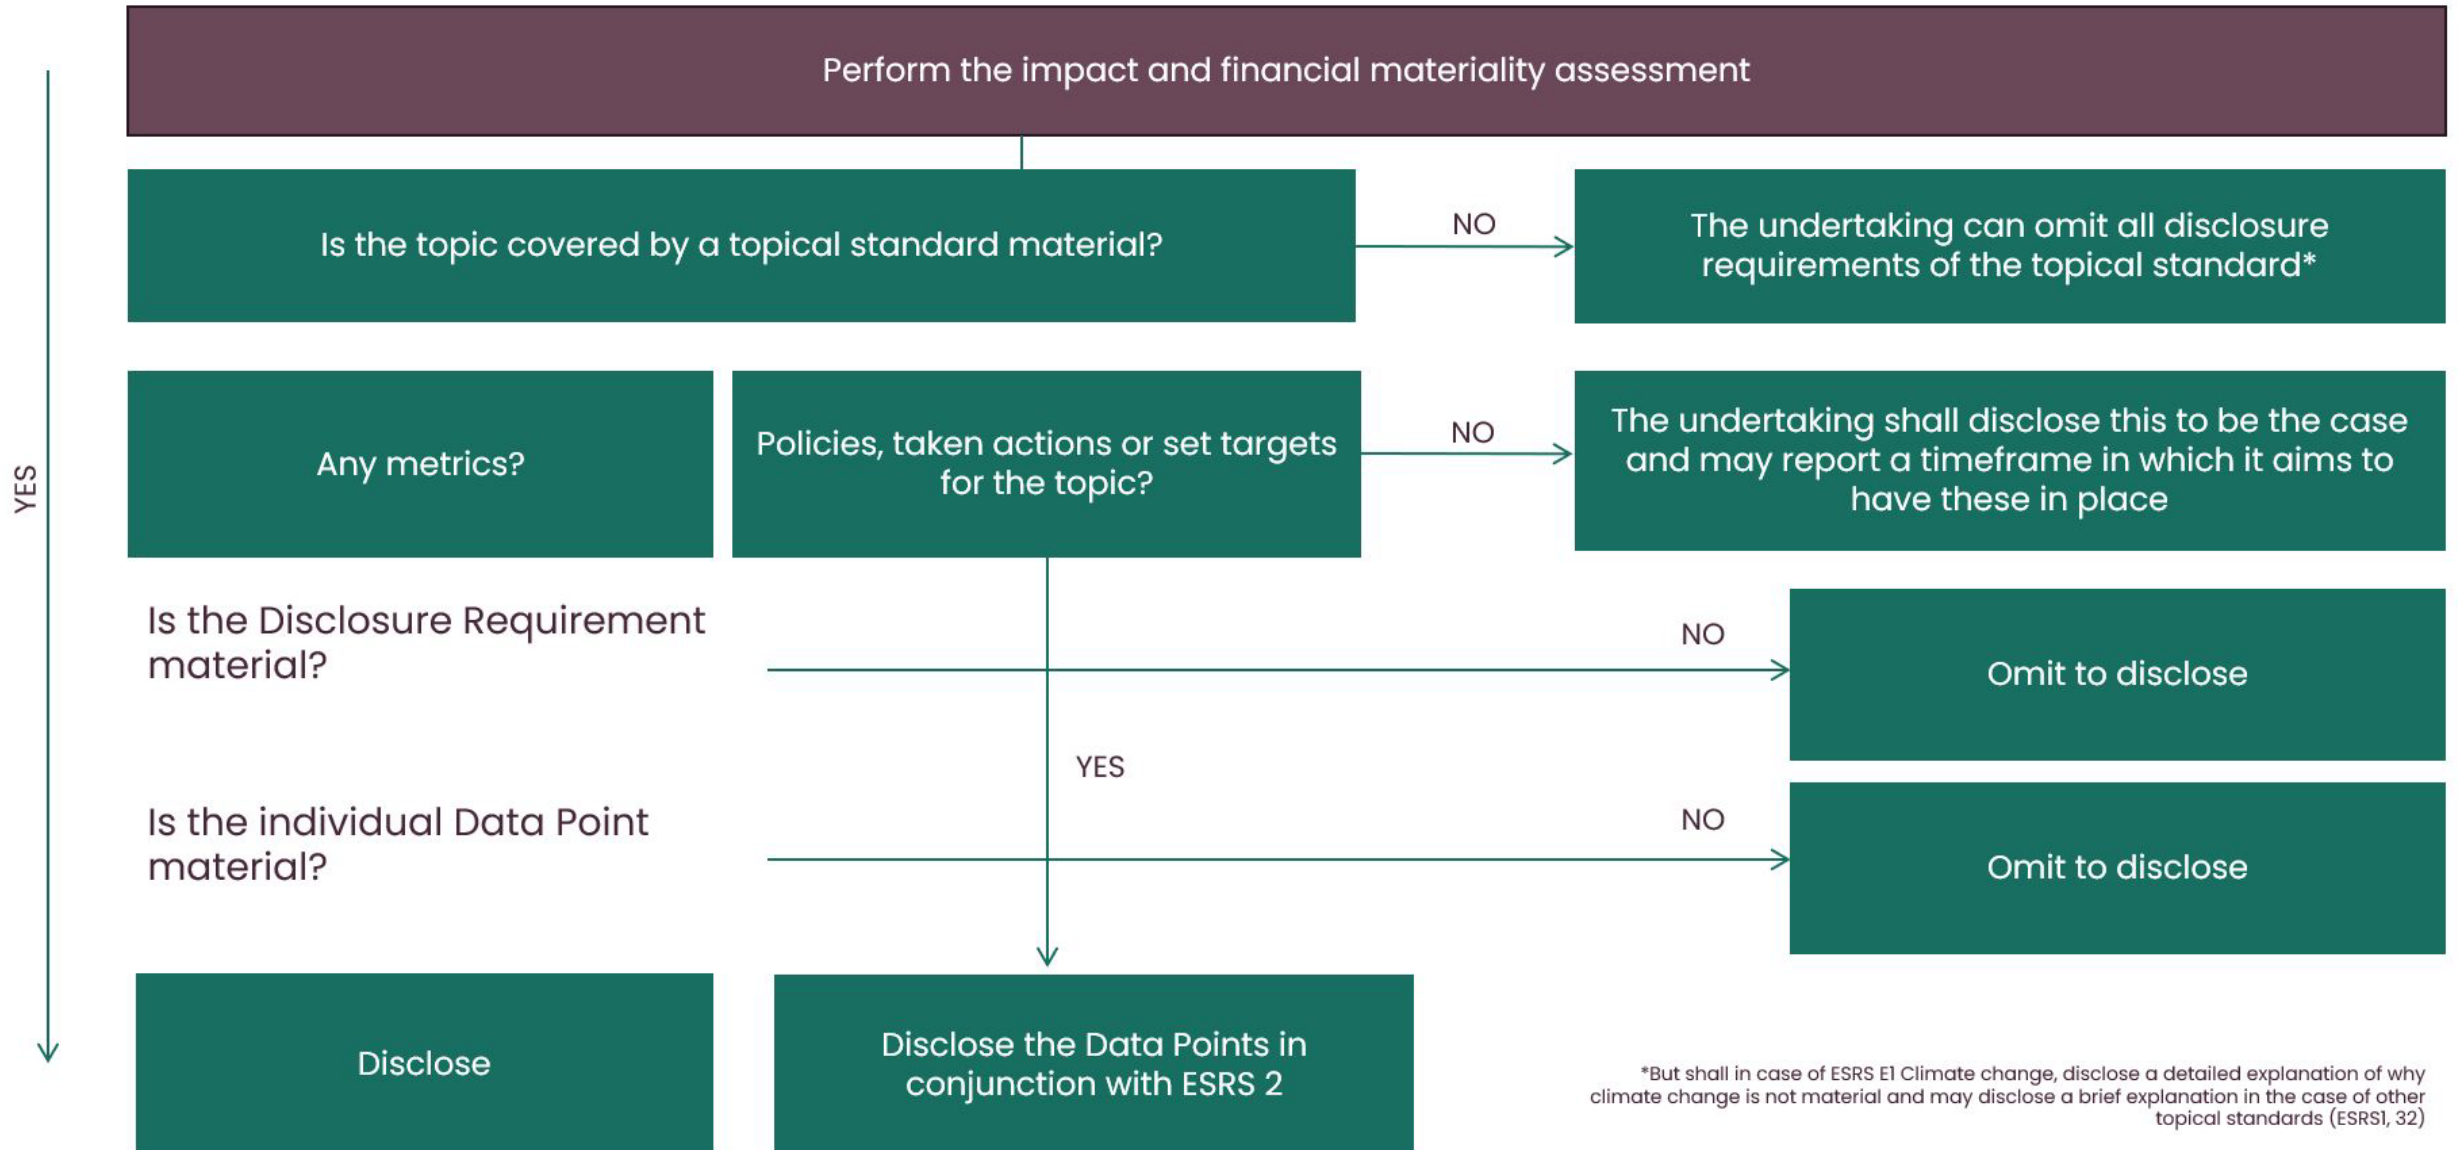 Perform the impact and financial materiality assessment
Is the topic covered by a topical standard material?
NO
The undertaking can omit all disclosure
requirements of the topical standard*
YES
Any metrics?
Policies, taken actions or set targets
for the topic?
NO
The undertaking shall disclose this to be the case
and may report a timeframe in which it aims to
have these in place
Is the Disclosure Requirement
material?
NO
Omit to disclose
YES
Is the individual Data Point
material?
NO
Omit to disclose
Disclose
Disclose the Data Points in
conjunction with ESRS 2
*But shall in case of ESRS E1 Climate change, disclose a detailed explanation of why
climate change is not material and may disclose a brief explanation in the case of other
topical standards (ESRS1, 32)